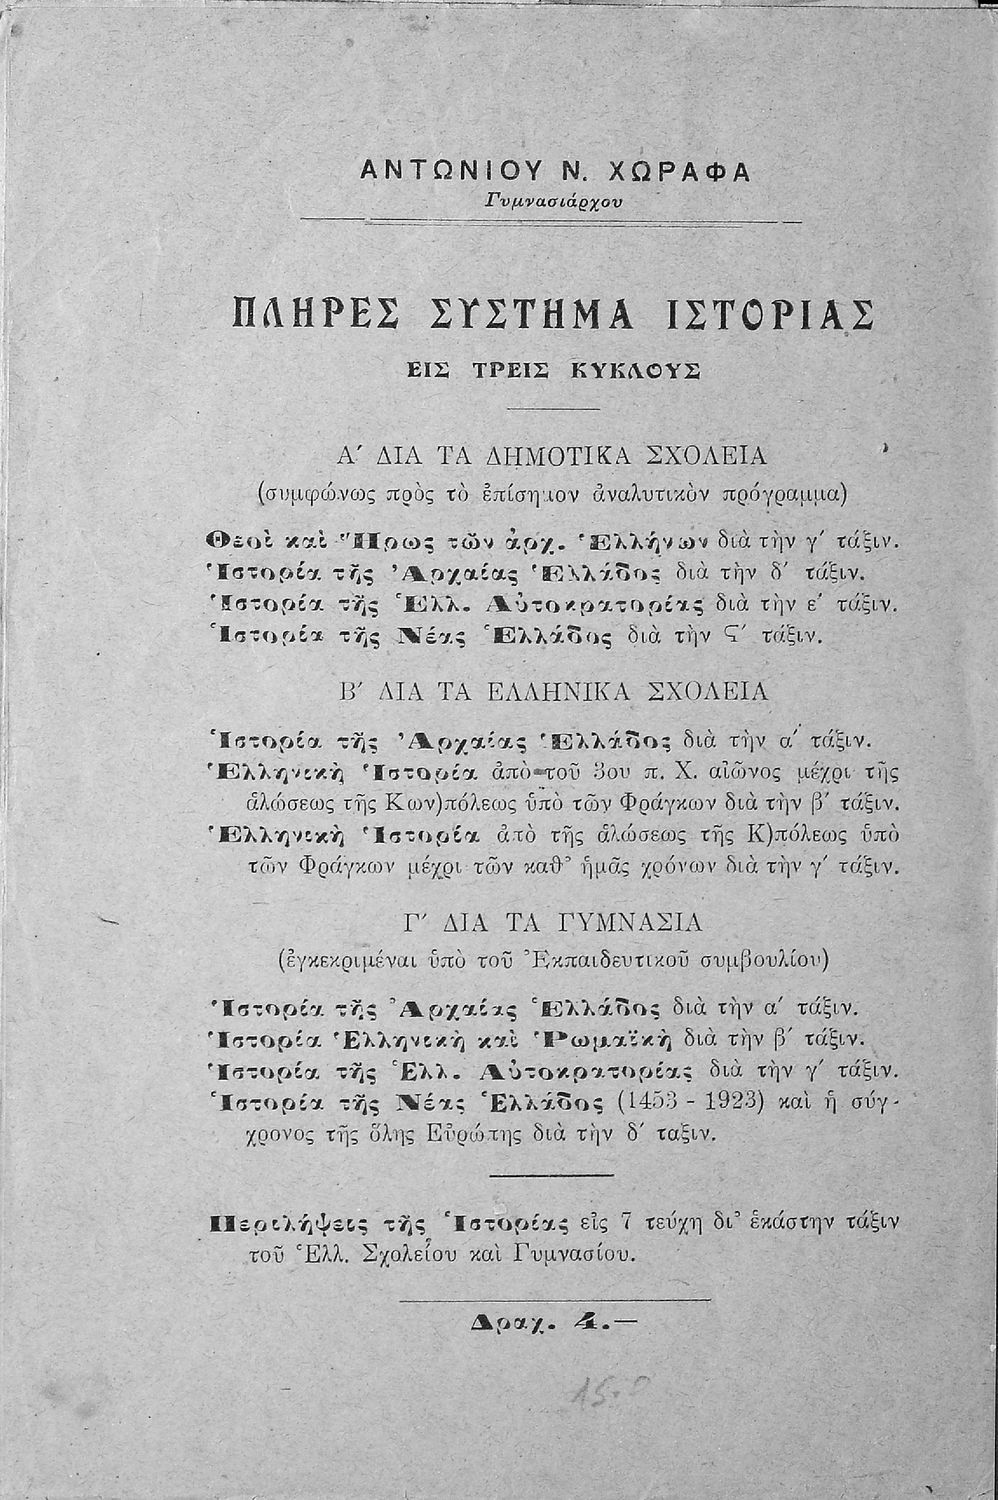 ΑΝΤΩΝΙΟΥ Ν. ΧΩΡΑΦΑ
Γυμνασιάρχου
ΠΛΗΡΕΣ ΣΥΣΤΗΜΑ ΙΣΤΟΡΙΑΣ
ΕΙΣ ΤΡΕΙΣ ΚΥΚΛΟΥΣ
Α΄ ΔΙΑ ΤΑ ΔΗΜΟΤΙΚΑ ΣΧΟΛΕΙΑ
(συμφώνως πρὸς τὸ ἐπίσημον ἀναλυτικὸν πρόγραμμα)
Θεοὶ καὶ Ἥρως τῶν ἀρχ. Ἑλλήνων διὰ τὴν γ΄ τάξιν.
Ἱστορία τῆς Ἀρχαίας Ἑλλάδος διὰ τὴν δ΄ τάξιν.
Ἱστορία τῆς Ἑλλ. Αὐτοκρατορίας διὰ τὴν ε΄ τάξιν.
Ἱστορία τῆς Νέας Ἑλλάδος διὰ τὴν Ϛ΄ τάξιν.
Β΄ ΔΙΑ ΤΑ ΕΛΛΗΝΙΚΑ ΣΧΟΛΕΙΑ
Ἱστορία τῆς Ἀρχαίας Ἑλλάδος διὰ τὴν α΄ τάξιν.
Ἑλληνικὴ Ἱστορία ἀπὸ τοῦ 3ου π. Χ. αἰῶνος μέχρι τῆς
ἁλώσεως τῆς Κων)πόλεως ὑπὸ τῶν Φράγκων διὰ τὴν β΄ τάξιν.
Ἑλληνικὴ Ἱστορία ἀπὸ τῆς ἁλώσεως τῆς Κ)πόλεως ὑπὸ
τῶν Φράγκων μέχρι τῶν καθ' ἡμᾶς χρόνων διὰ τὴν γ΄ τάξιν.
Γ΄ ΔΙΑ ΤΑ ΓΥΜΝΑΣΙΑ
(ἐγκεκριμέναι ὑπὸ τοῦ Ἐκπαιδευτικοῦ συμβουλίου)
Ἱστορία τῆς Ἀρχαίας Ἑλλάδος διὰ τὴν α΄ τάξιν.
Ἱστορία Ἑλληνικὴ καὶ Ῥωμαϊκὴ διὰ τὴν β΄ τάξιν.
Ἱστορία τῆς Ἑλλ. Αὐτοκρατορίας διὰ τὴν γ΄ τάξιν.
Ἱστορία τῆς Νέας Ἑλλάδος (1453 - 1923) καὶ ἡ σύγ-
χρονος τῆς ὅλης Εὐρώπης διὰ τὴν δ΄ ταξιν.
Περιλήψεις τῆς Ἱστορίας εἰς 7 τεύχη δι' ἑκάστην τάξιν
τοῦ Ἑλλ. Σχολείου καὶ Γυμνασίου.
Δραχ. 4.—